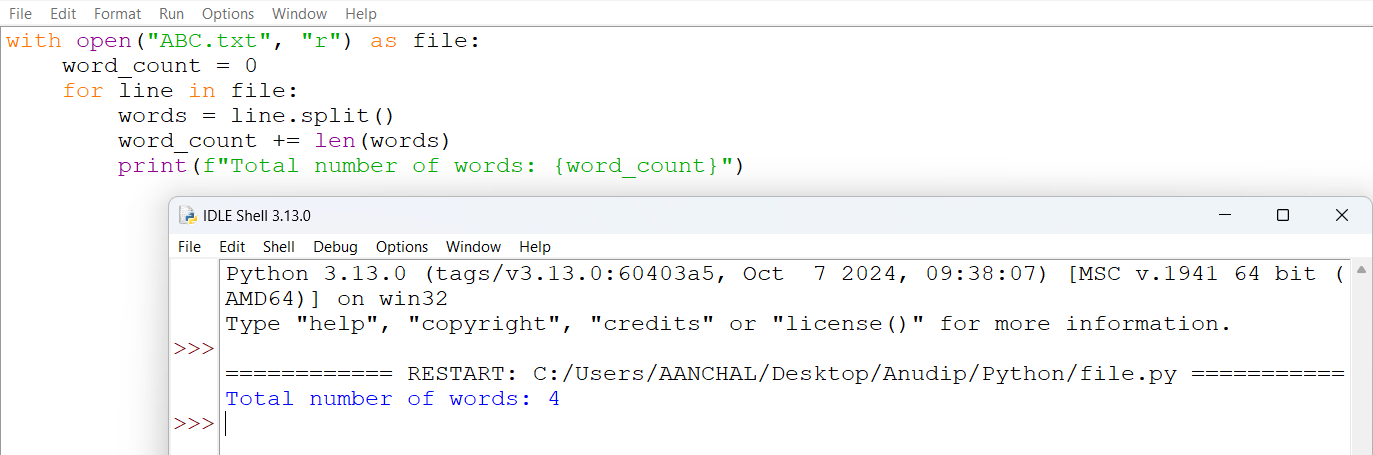 File Edit Format Run Options Window Help
with open("ABC.txt", "r") as file:
    word_count = 0
    for line in file:
        words = line.split()
        word_count += len(words)
        print(f"Total number of words: {word_count}")
IDLE Shell 3.13.0
File Edit Shell Debug Options Window Help
Python 3.13.0 (tags/v3.13.0:60403a5, Oct  7 2024, 09:38:07) [MSC v.1941 64 bit (
AMD64)] on win32
Type "help", "copyright", "credits" or "license()" for more information.
>>>
============ RESTART: C:/Users/AANCHAL/Desktop/Anudip/Python/file.py ===========
Total number of words: 4
>>>